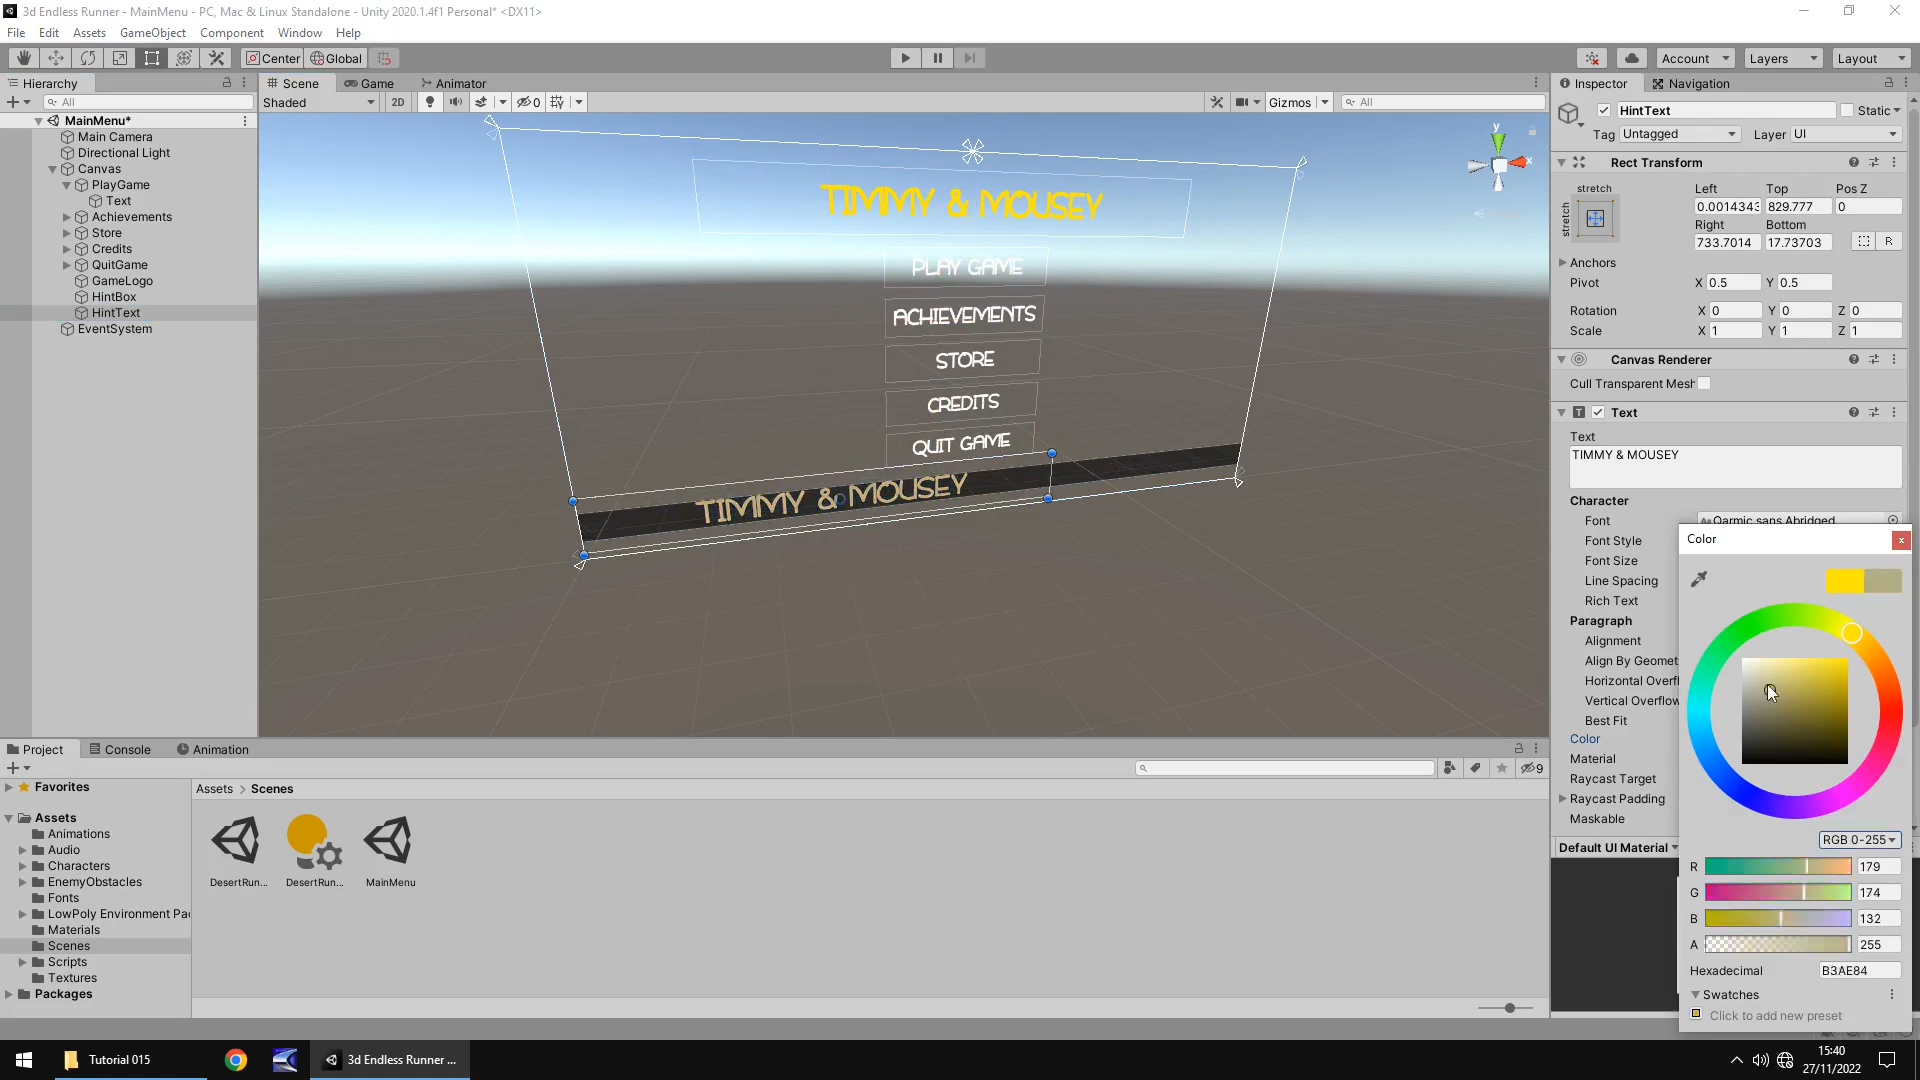 3d Endless Runner - MainMenu - PC, Mac & Linux Standalone - Unity 2020.1.4f1 Personal* <DX11>
File Edit Assets GameObject Component Window Help
Center Global Account Layers Layout
Hierarchy Scene Game Animator Inspector Navigation
All Shaded 2D 0 Gizmos All
HintText Static
Tag Untagged Layer UI
MainMenu*
Main Camera
Directional Light
Canvas
PlayGame
Text
Achievements
Store
Credits
QuitGame
GameLogo
HintBox
HintText
EventSystem
y
x
TIMMY & MOUSEY
PLAY GAME
ACHIEVEMENTS
STORE
CREDITS
QUIT GAME
TIMMY & MOUSEY
Rect Transform
stretch Left Top Pos Z
stretch 0.0014343 829.777 0
Right Bottom
733.7014 17.73703 R
Anchors
Pivot X 0.5 Y 0.5
Rotation X 0 Y 0 Z 0
Scale X 1 Y 1 Z 1
Canvas Renderer
Cull Transparent Mesh
Text
Text
TIMMY & MOUSEY
Character
Font Qarmic sans Abridged
Font Style
Font Size
Line Spacing
Rich Text
Paragraph
Alignment
Align By Geomet
Horizontal Overfl
Vertical Overflow
Best Fit
Color
Material
Raycast Target
Raycast Padding
Maskable
Default UI Material
Color
x
RGB 0-255
R 179
G 174
B 132
A 255
Hexadecimal B3AE84
Swatches
Click to add new preset
Project Console Animation
9
Favorites
Assets
Animations
Audio
Characters
EnemyObstacles
Fonts
LowPoly Environment Pac
Materials
Scenes
Scripts
Textures
Packages
Assets > Scenes
DesertRun... DesertRun... MainMenu
Tutorial 015 3d Endless Runner ...
15:40
27/11/2022